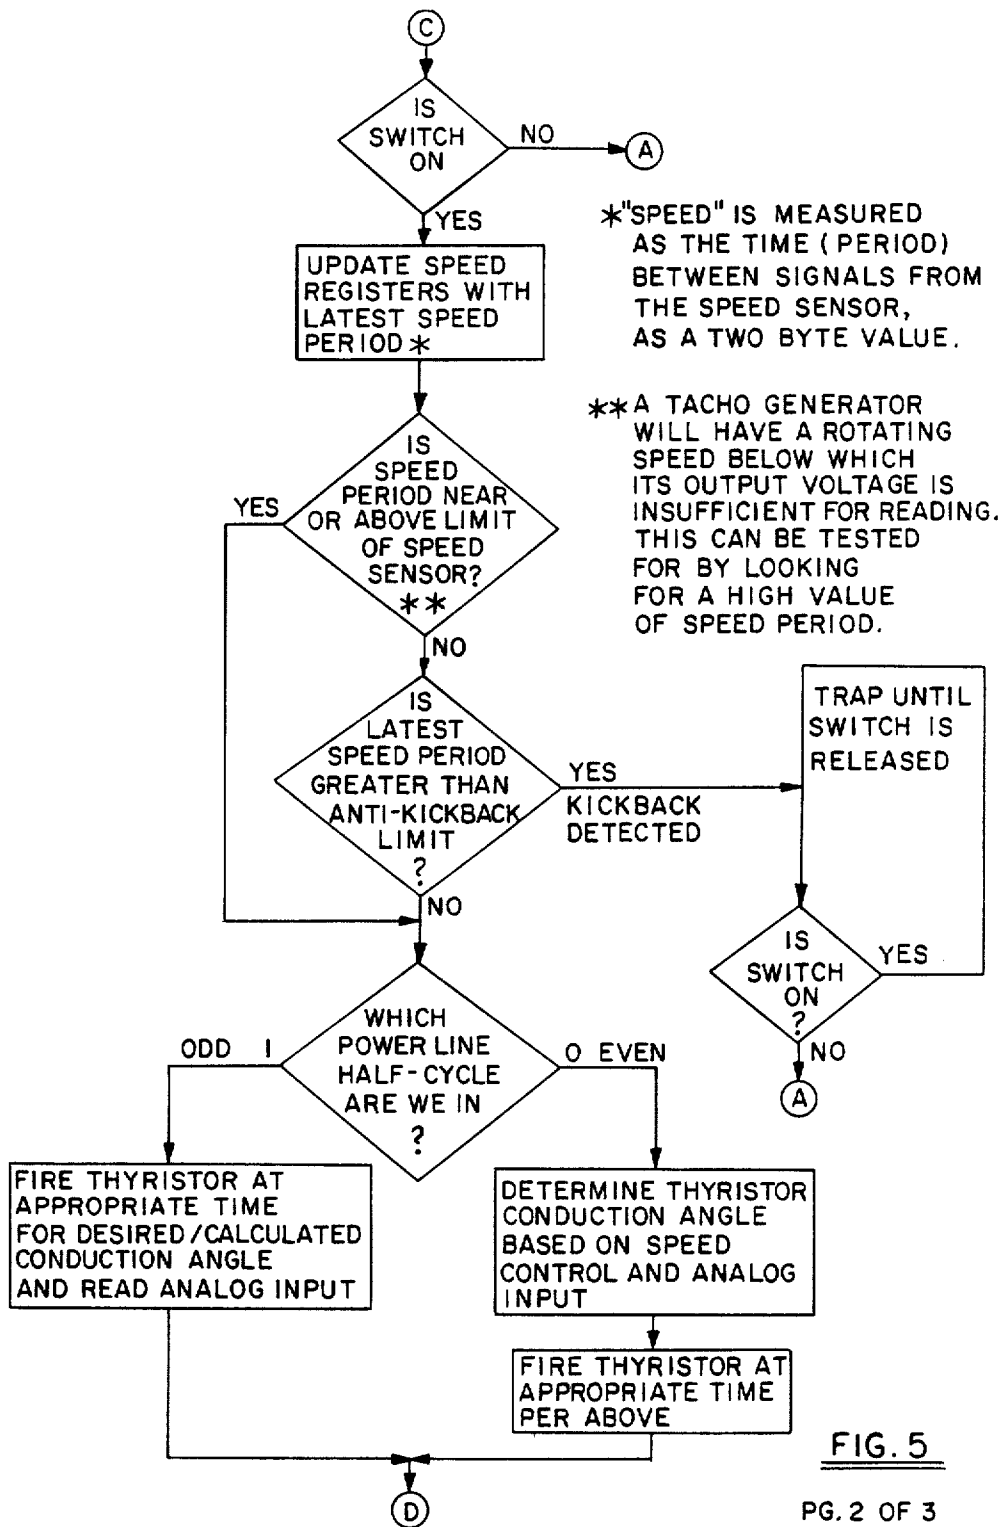 C
IS
SWITCH
ON
NO
A
YES
UPDATE SPEED
REGISTERS WITH
LATEST SPEED
PERIOD *
*"SPEED" IS MEASURED
AS THE TIME (PERIOD)
BETWEEN SIGNALS FROM
THE SPEED SENSOR,
AS A TWO BYTE VALUE.
IS
SPEED
PERIOD NEAR
OR ABOVE LIMIT
OF SPEED
SENSOR?
**
YES
NO
** A TACHO GENERATOR
WILL HAVE A ROTATING
SPEED BELOW WHICH
ITS OUTPUT VOLTAGE IS
INSUFFICIENT FOR READING.
THIS CAN BE TESTED
FOR BY LOOKING
FOR A HIGH VALUE
OF SPEED PERIOD.
IS
LATEST
SPEED PERIOD
GREATER THAN
ANTI-KICKBACK
LIMIT
?
YES
KICKBACK
DETECTED
NO
TRAP UNTIL
SWITCH IS
RELEASED
IS
SWITCH
ON
?
YES
NO
A
WHICH
POWER LINE
HALF-CYCLE
ARE WE IN
?
ODD 1
0 EVEN
FIRE THYRISTOR AT
APPROPRIATE TIME
FOR DESIRED/CALCULATED
CONDUCTION ANGLE
AND READ ANALOG INPUT
DETERMINE THYRISTOR
CONDUCTION ANGLE
BASED ON SPEED
CONTROL AND ANALOG
INPUT
FIRE THYRISTOR AT
APPROPRIATE TIME
PER ABOVE
D
FIG. 5
PG. 2 OF 3